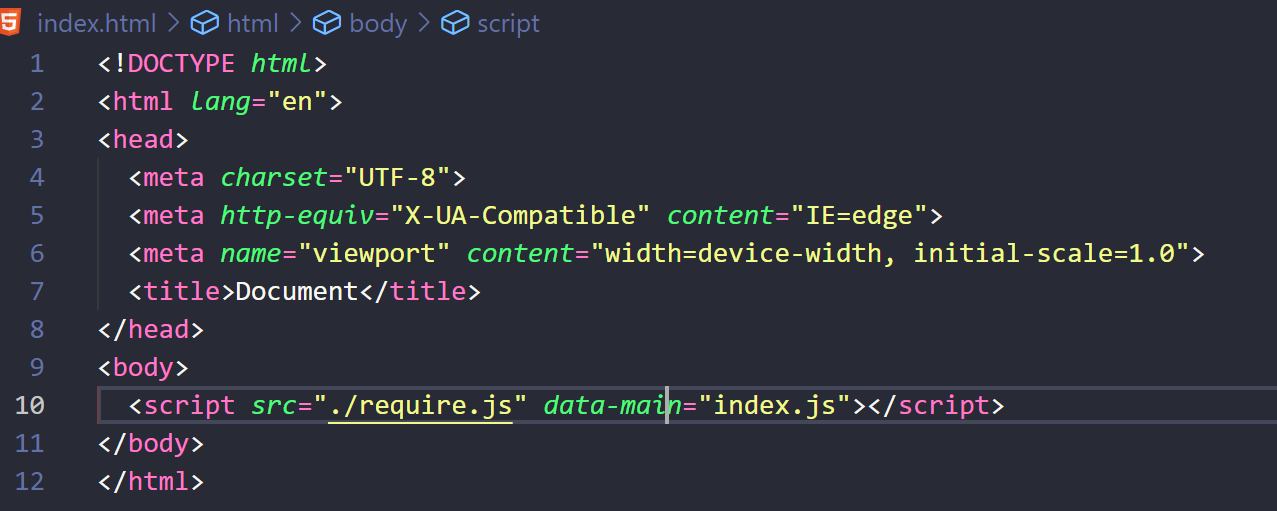 index.html > html > body > script
1 <!DOCTYPE html>
2 <html lang="en">
3 <head>
4   <meta charset="UTF-8">
5   <meta http-equiv="X-UA-Compatible" content="IE=edge">
6   <meta name="viewport" content="width=device-width, initial-scale=1.0">
7   <title>Document</title>
8 </head>
9 <body>
10   <script src="./require.js" data-main="index.js"></script>
11 </body>
12 </html>